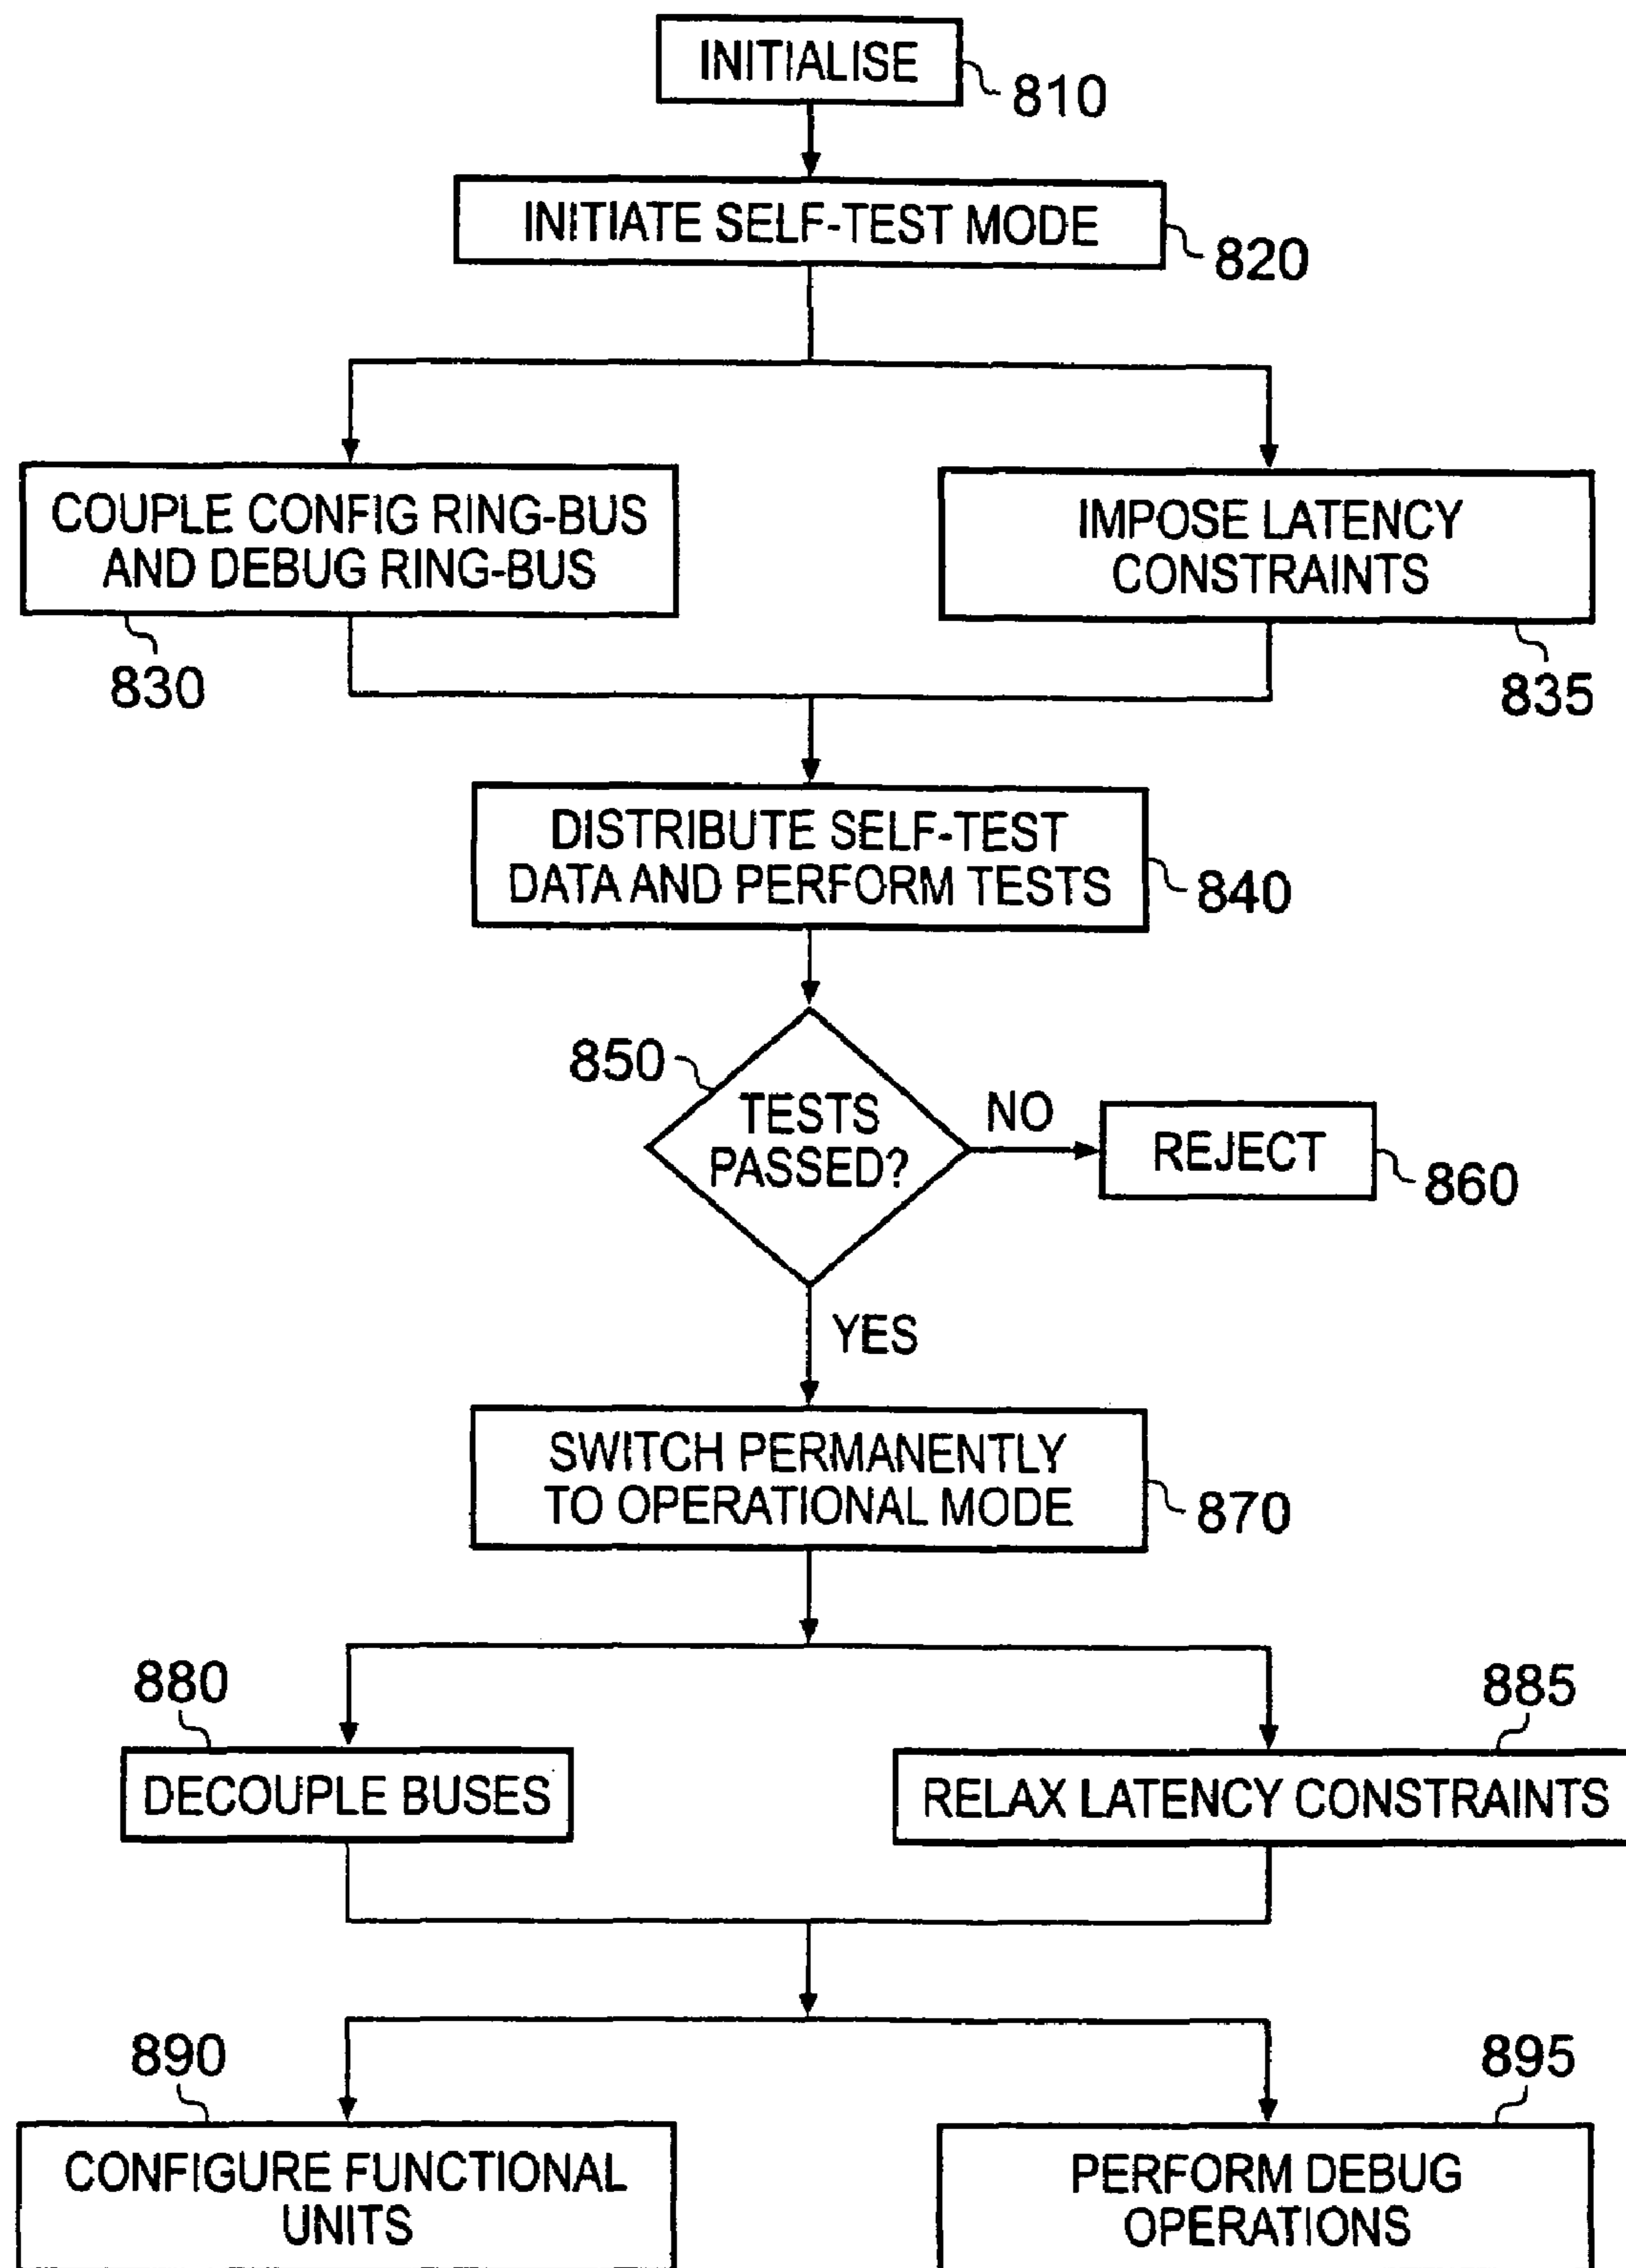 INITIALISE
810
INITIATE SELF-TEST MODE
820
COUPLE CONFIG RING-BUS
AND DEBUG RING-BUS
830
IMPOSE LATENCY
CONSTRAINTS
835
DISTRIBUTE SELF-TEST
DATA AND PERFORM TESTS
840
850
TESTS
PASSED?
NO
REJECT
860
YES
SWITCH PERMANENTLY
TO OPERATIONAL MODE
870
880
DECOUPLE BUSES
885
RELAX LATENCY CONSTRAINTS
890
CONFIGURE FUNCTIONAL
UNITS
895
PERFORM DEBUG
OPERATIONS